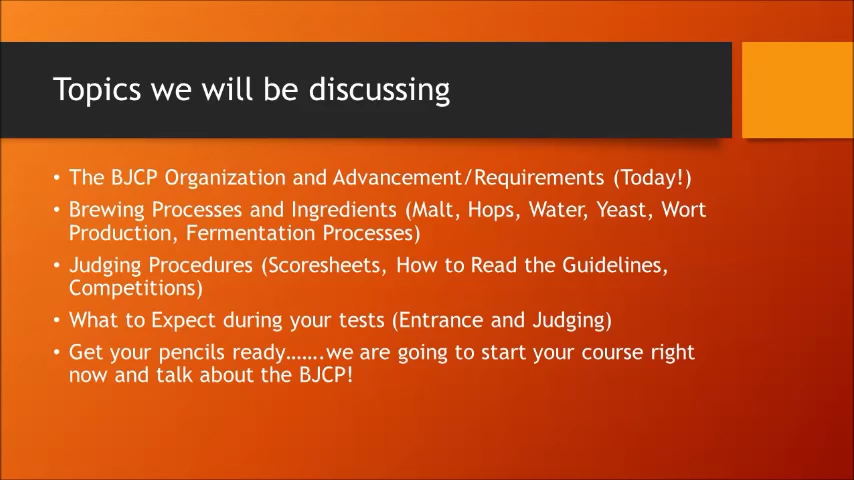 Topics we will be discussing
• The BJCP Organization and Advancement/Requirements (Today!)
• Brewing Processes and Ingredients (Malt, Hops, Water, Yeast, Wort
Production, Fermentation Processes)
• Judging Procedures (Scoresheets, How to Read the Guidelines,
Competitions)
• What to Expect during your tests (Entrance and Judging)
• Get your pencils ready…….we are going to start your course right
now and talk about the BJCP!